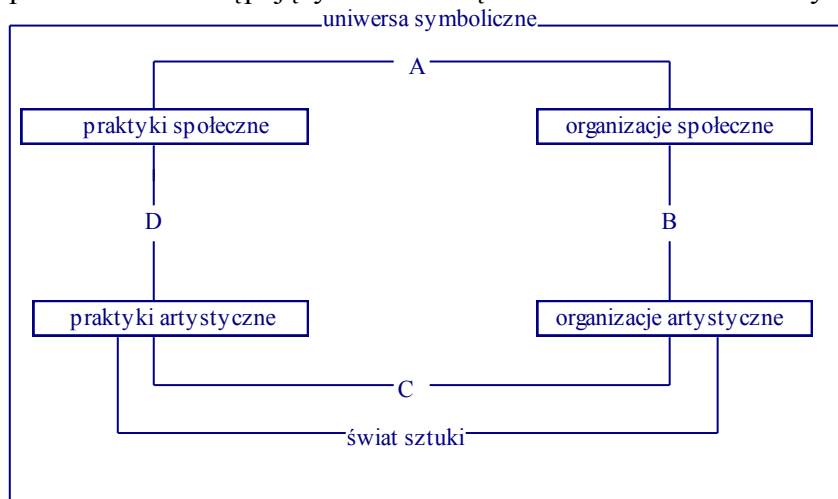 uniwersa symboliczne
A
praktyki społeczne
organizacje społeczne
D
B
praktyki artystyczne
organizacje artystyczne
C
świat sztuki